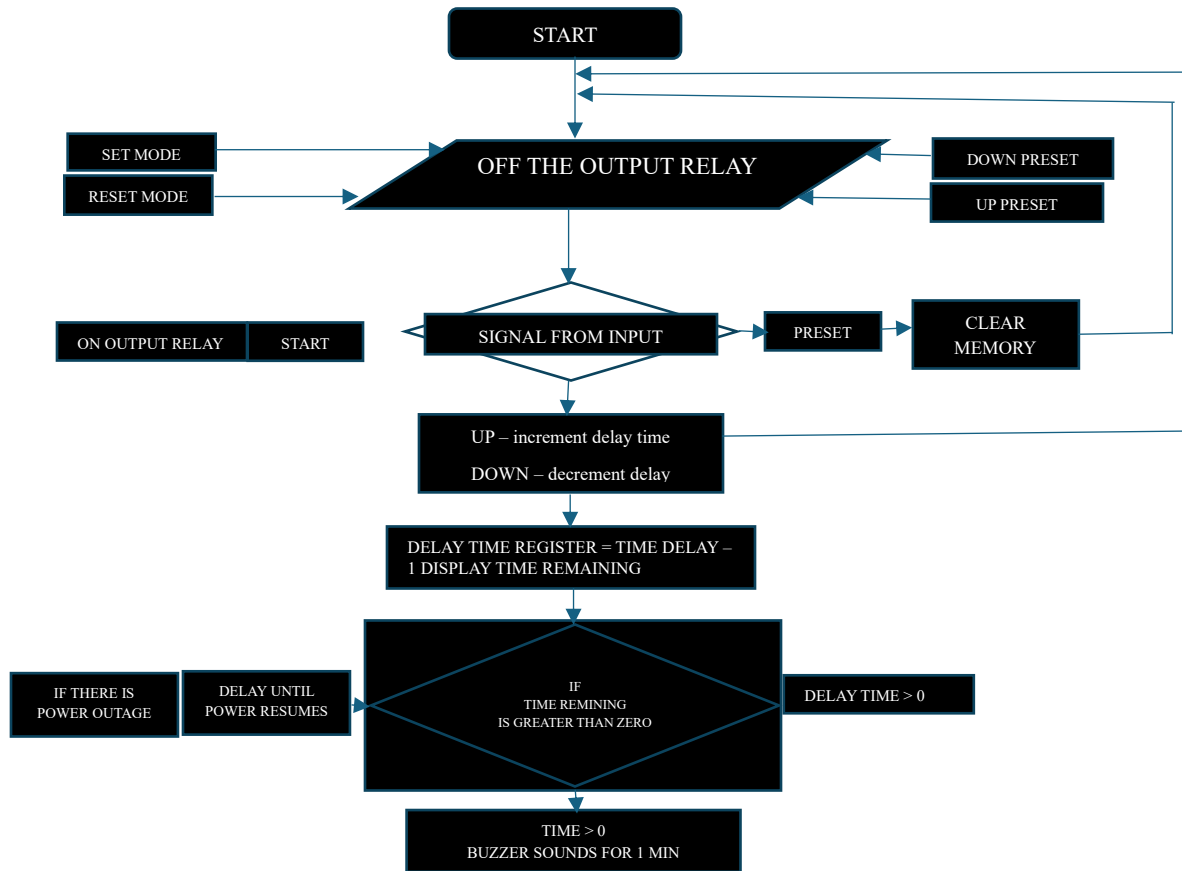 START
SET MODE
OFF THE OUTPUT RELAY
DOWN PRESET
RESET MODE
UP PRESET
ON OUTPUT RELAY
START
SIGNAL FROM INPUT
PRESET
CLEAR
MEMORY
UP – increment delay time
DOWN – decrement delay
DELAY TIME REGISTER = TIME DELAY –
1 DISPLAY TIME REMAINING
IF THERE IS
POWER OUTAGE
DELAY UNTIL
POWER RESUMES
IF
TIME REMINING
IS GREATER THAN ZERO
DELAY TIME > 0
TIME > 0
BUZZER SOUNDS FOR 1 MIN